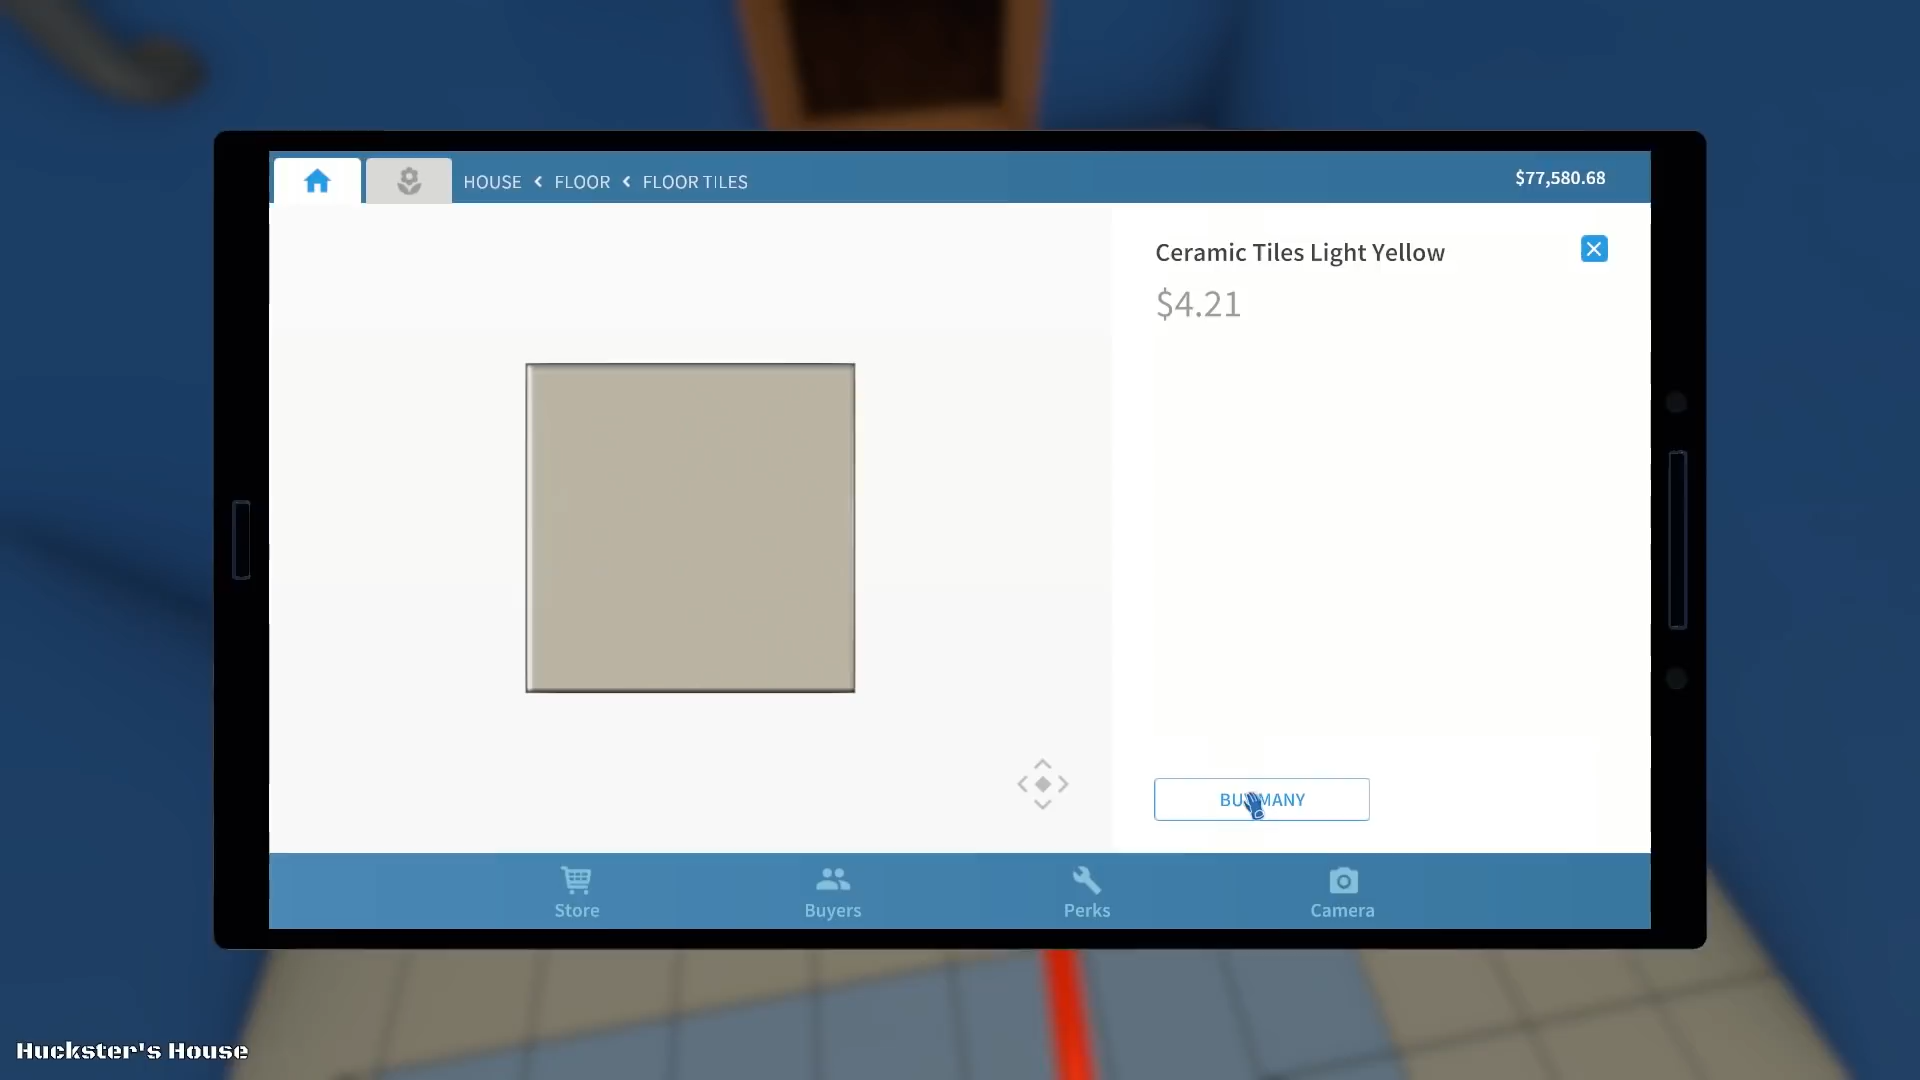 HOUSE < FLOOR < FLOOR TILES
$77,580.68
Ceramic Tiles Light Yellow
$4.21
BUY MANY
Store
Buyers
Perks
Camera
Huckster's House